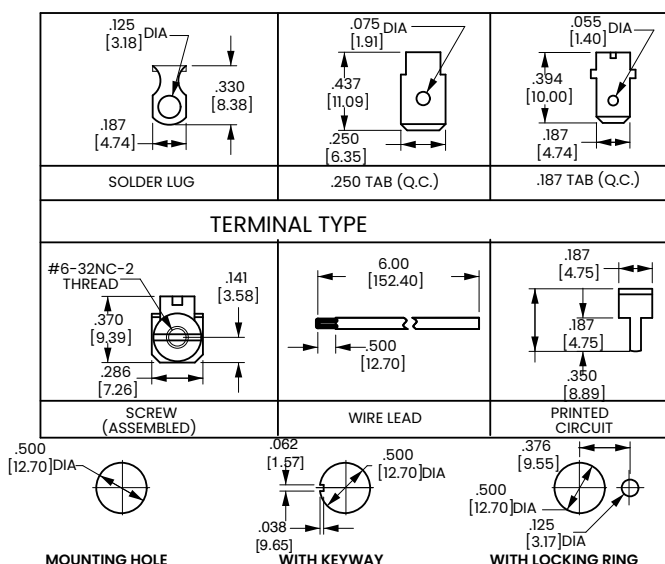 .125
[3.18]
DIA
.330
[8.38]
.187
[4.74]
SOLDER LUG
.075
[1.91]
DIA
.437
[11.09]
.250
[6.35]
.250 TAB (Q.C.)
.055
[1.40]
DIA
.394
[10.00]
.187
[4.74]
.187 TAB (Q.C.)
TERMINAL TYPE
#6-32NC-2
THREAD
.141
[3.58]
.370
[9.39]
.286
[7.26]
SCREW
(ASSEMBLED)
6.00
[152.40]
.500
[12.70]
WIRE LEAD
.187
[4.75]
.187
[4.75]
.350
[8.89]
PRINTED
CIRCUIT
.500
[12.70]DIA
MOUNTING HOLE
.062
[1.57]
.500
[12.70]DIA
.038
[9.65]
WITH KEYWAY
.376
[9.55]
.500
[12.70]DIA
.125
[3.17]DIA
WITH LOCKING RING